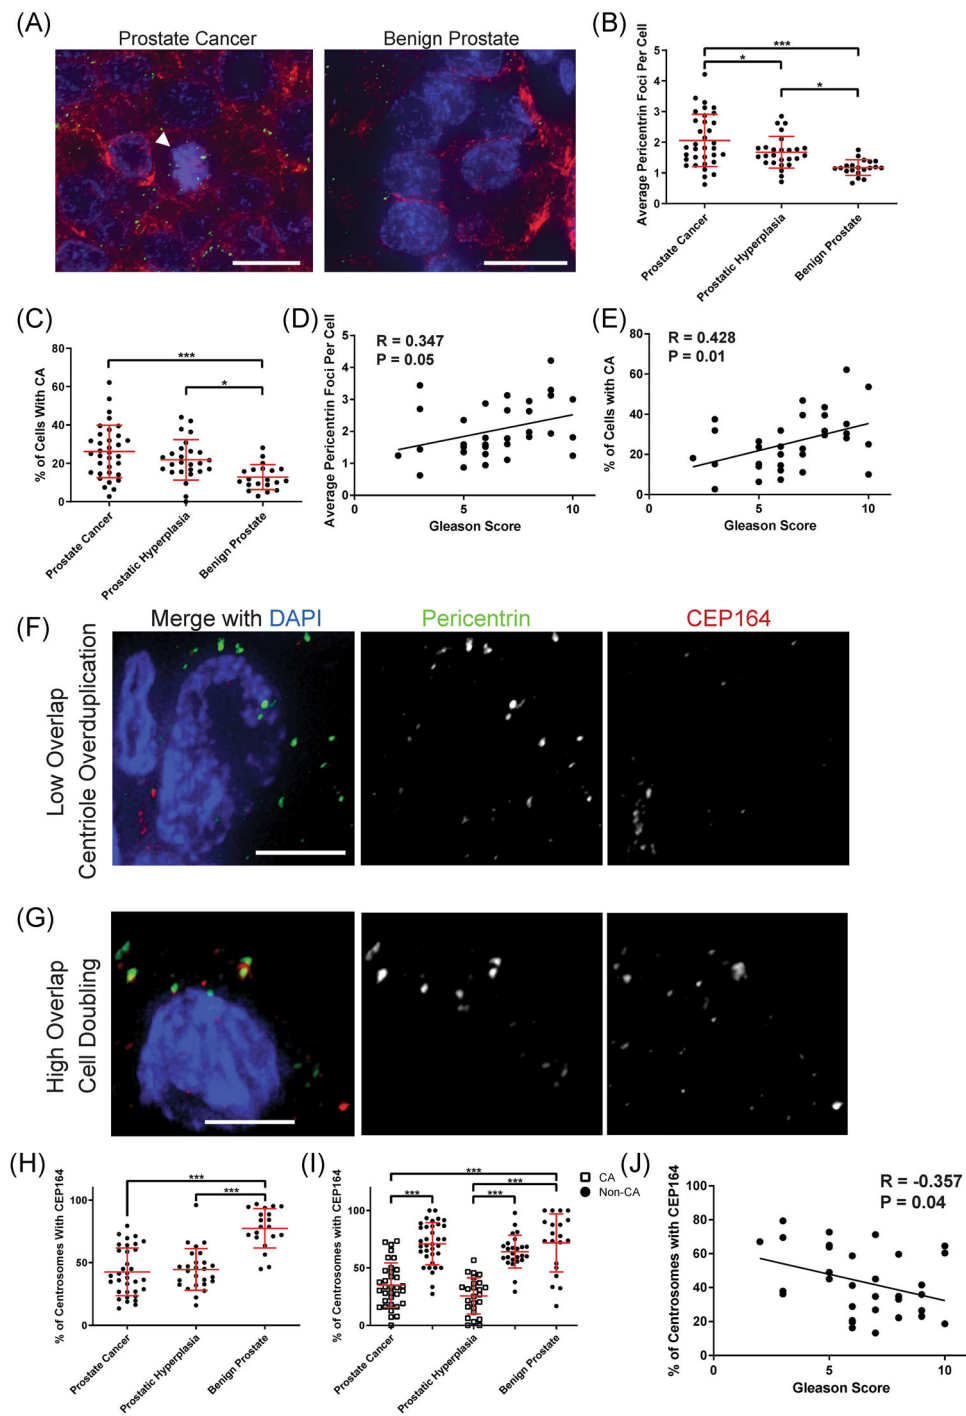 (A)
Prostate Cancer
Benign Prostate
(B)
Average Pericentrin Foci Per Cell
5
4
3
2
1
0
***
*
*
Prostate Cancer
Prostatic Hyperplasia
Benign Prostate
(C)
% of Cells With CA
80
60
40
20
0
***
*
Prostate Cancer
Prostatic Hyperplasia
Benign Prostate
(D)
Average Pericentrin Foci Per Cell
R = 0.347
P = 0.05
5
4
3
2
1
0
0
5
10
Gleason Score
(E)
% of Cells with CA
R = 0.428
P = 0.01
80
60
40
20
0
0
5
10
Gleason Score
(F)
Merge with DAPI
Pericentrin
CEP164
Low Overlap
Centriole Overduplication
(G)
High Overlap
Cell Doubling
(H)
% of Centrosomes With CEP164
100
50
0
***
***
Prostate Cancer
Prostatic Hyperplasia
Benign Prostate
(I)
% of Centrosomes With CEP164
100
50
0
***
***
***
***
CA
Non-CA
Prostate Cancer
Prostatic Hyperplasia
Benign Prostate
(J)
% of Centrosomes with CEP164
R = -0.357
P = 0.04
100
80
60
40
20
0
0
5
10
Gleason Score